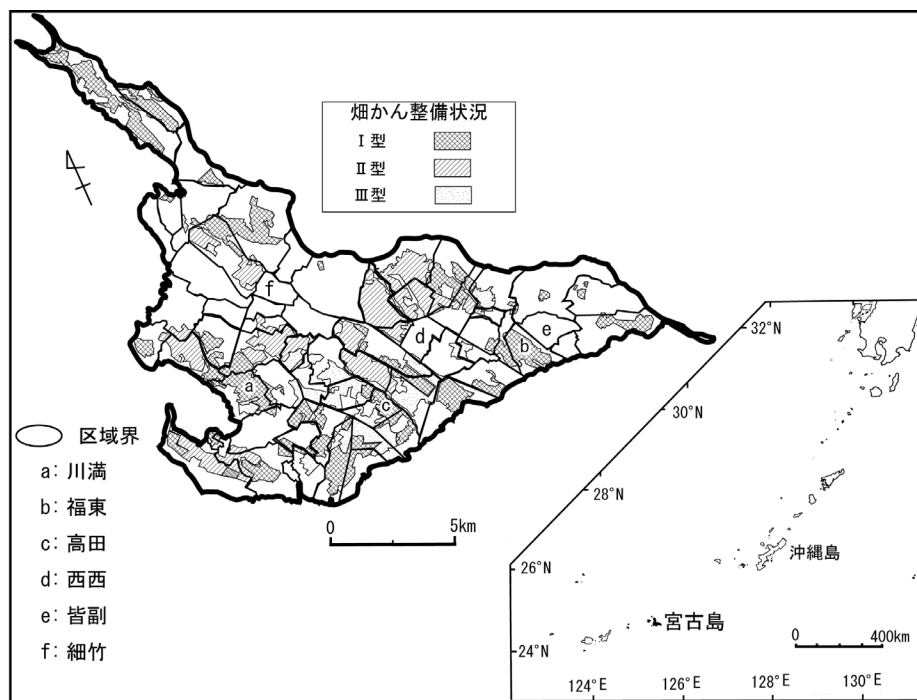 畑かん整備状況
Ⅰ型
Ⅱ型
Ⅲ型
f
d
e
b
a
c
区域界
a: 川満
b: 福東
c: 高田
d: 西西
e: 皆副
f: 細竹
0 5km
32°N
30°N
28°N
26°N
24°N
沖縄島
宮古島
0 400km
124°E
126°E
128°E
130°E